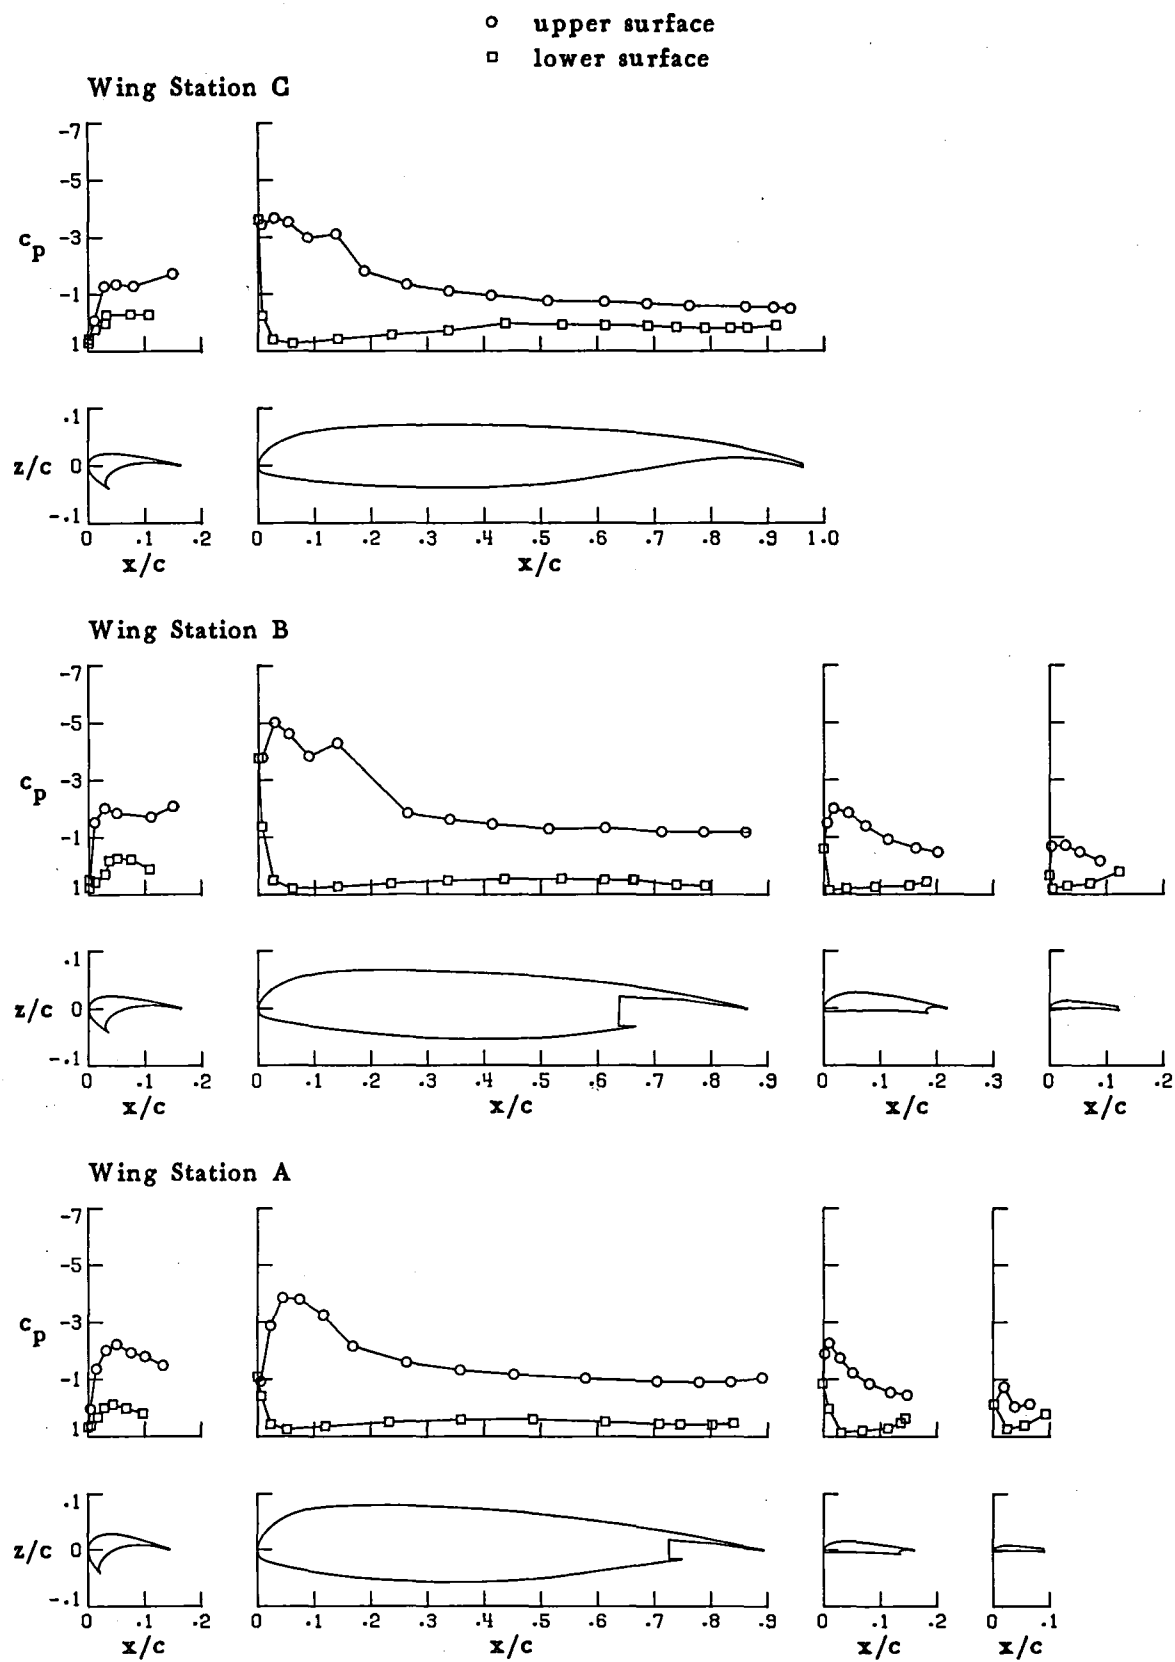 upper surface
lower surface
Wing Station C
-7
-5
-3
-1
1
cp
.1
0
-.1
z/c
0 .1 .2
x/c
0 .1 .2 .3 .4 .5 .6 .7 .8 .9 1.0
x/c
Wing Station B
-7
-5
-3
-1
1
cp
.1
0
-.1
z/c
0 .1 .2
x/c
0 .1 .2 .3 .4 .5 .6 .7 .8 .9
x/c
0 .1 .2 .3
x/c
0 .1 .2
x/c
Wing Station A
-7
-5
-3
-1
1
cp
.1
0
-.1
z/c
0 .1 .2
x/c
0 .1 .2 .3 .4 .5 .6 .7 .8 .9
x/c
0 .1 .2
x/c
0 .1
x/c